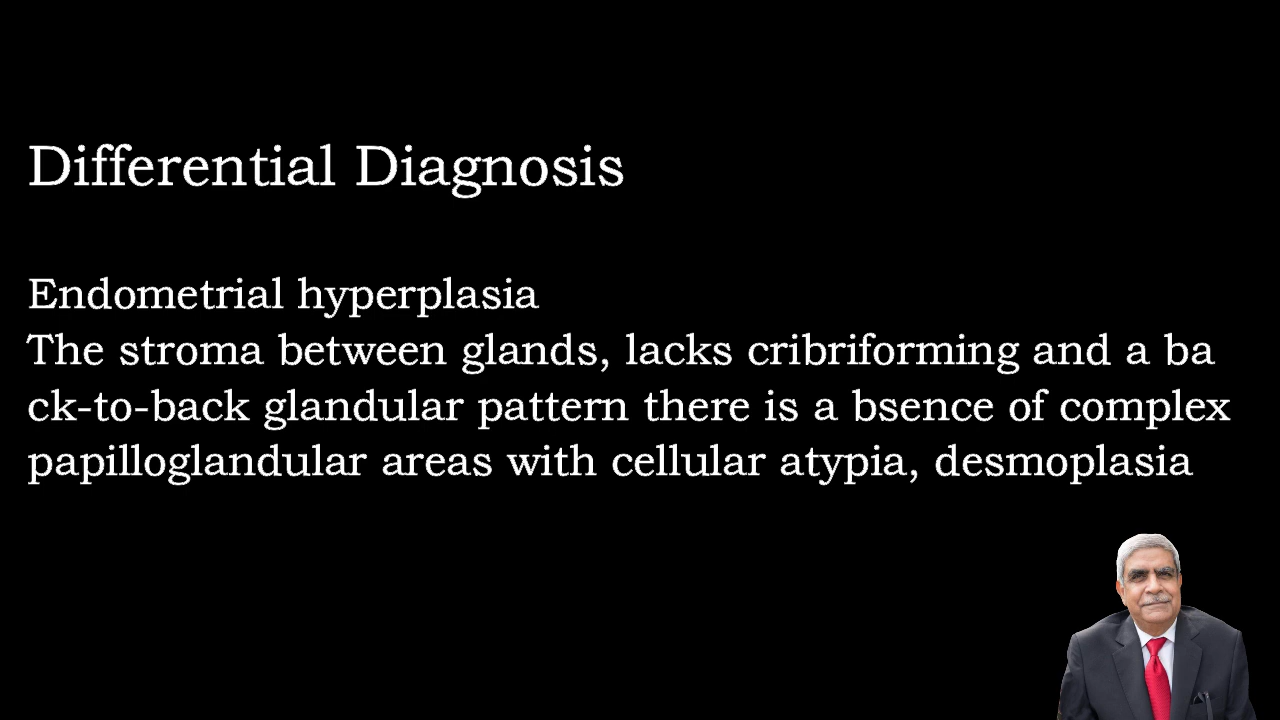 Differential Diagnosis
Endometrial hyperplasia
The stroma between glands, lacks cribriforming and a ba
ck-to-back glandular pattern there is a bsence of complex
papilloglandular areas with cellular atypia, desmoplasia